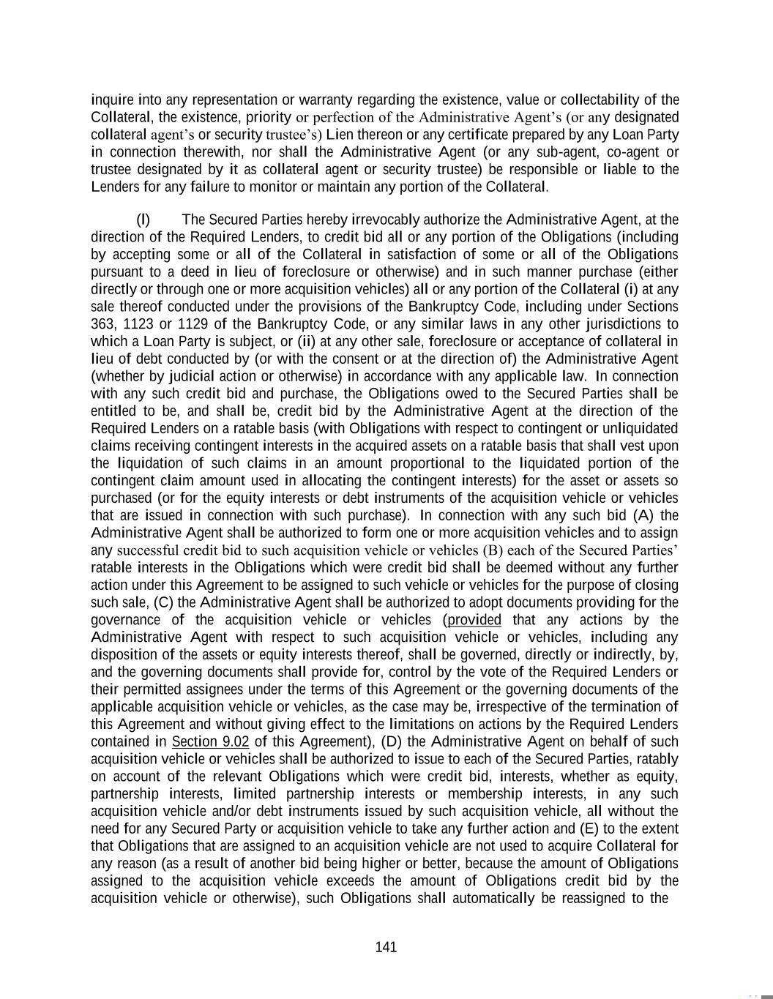 inquire into any representation or warranty regarding the existence, value or collectability of the
Collateral, the existence, priority or perfection of the Administrative Agent’s (or any designated
collateral agent’s or security trustee’s) Lien thereon or any certificate prepared by any Loan Party
in connection therewith, nor shall the Administrative Agent (or any sub-agent, co-agent or
trustee designated by it as collateral agent or security trustee) be responsible or liable to the
Lenders for any failure to monitor or maintain any portion of the Collateral.
(l) The Secured Parties hereby irrevocably authorize the Administrative Agent, at the
direction of the Required Lenders, to credit bid all or any portion of the Obligations (including
by accepting some or all of the Collateral in satisfaction of some or all of the Obligations
pursuant to a deed in lieu of foreclosure or otherwise) and in such manner purchase (either
directly or through one or more acquisition vehicles) all or any portion of the Collateral (i) at any
sale thereof conducted under the provisions of the Bankruptcy Code, including under Sections
363, 1123 or 1129 of the Bankruptcy Code, or any similar laws in any other jurisdictions to
which a Loan Party is subject, or (ii) at any other sale, foreclosure or acceptance of collateral in
lieu of debt conducted by (or with the consent or at the direction of) the Administrative Agent
(whether by judicial action or otherwise) in accordance with any applicable law. In connection
with any such credit bid and purchase, the Obligations owed to the Secured Parties shall be
entitled to be, and shall be, credit bid by the Administrative Agent at the direction of the
Required Lenders on a ratable basis (with Obligations with respect to contingent or unliquidated
claims receiving contingent interests in the acquired assets on a ratable basis that shall vest upon
the liquidation of such claims in an amount proportional to the liquidated portion of the
contingent claim amount used in allocating the contingent interests) for the asset or assets so
purchased (or for the equity interests or debt instruments of the acquisition vehicle or vehicles
that are issued in connection with such purchase). In connection with any such bid (A) the
Administrative Agent shall be authorized to form one or more acquisition vehicles and to assign
any successful credit bid to such acquisition vehicle or vehicles (B) each of the Secured Parties’
ratable interests in the Obligations which were credit bid shall be deemed without any further
action under this Agreement to be assigned to such vehicle or vehicles for the purpose of closing
such sale, (C) the Administrative Agent shall be authorized to adopt documents providing for the
governance of the acquisition vehicle or vehicles (provided that any actions by the
Administrative Agent with respect to such acquisition vehicle or vehicles, including any
disposition of the assets or equity interests thereof, shall be governed, directly or indirectly, by,
and the governing documents shall provide for, control by the vote of the Required Lenders or
their permitted assignees under the terms of this Agreement or the governing documents of the
applicable acquisition vehicle or vehicles, as the case may be, irrespective of the termination of
this Agreement and without giving effect to the limitations on actions by the Required Lenders
contained in Section 9.02 of this Agreement), (D) the Administrative Agent on behalf of such
acquisition vehicle or vehicles shall be authorized to issue to each of the Secured Parties, ratably
on account of the relevant Obligations which were credit bid, interests, whether as equity,
partnership interests, limited partnership interests or membership interests, in any such
acquisition vehicle and/or debt instruments issued by such acquisition vehicle, all without the
need for any Secured Party or acquisition vehicle to take any further action and (E) to the extent
that Obligations that are assigned to an acquisition vehicle are not used to acquire Collateral for
any reason (as a result of another bid being higher or better, because the amount of Obligations
assigned to the acquisition vehicle exceeds the amount of Obligations credit bid by the
acquisition vehicle or otherwise), such Obligations shall automatically be reassigned to the
141